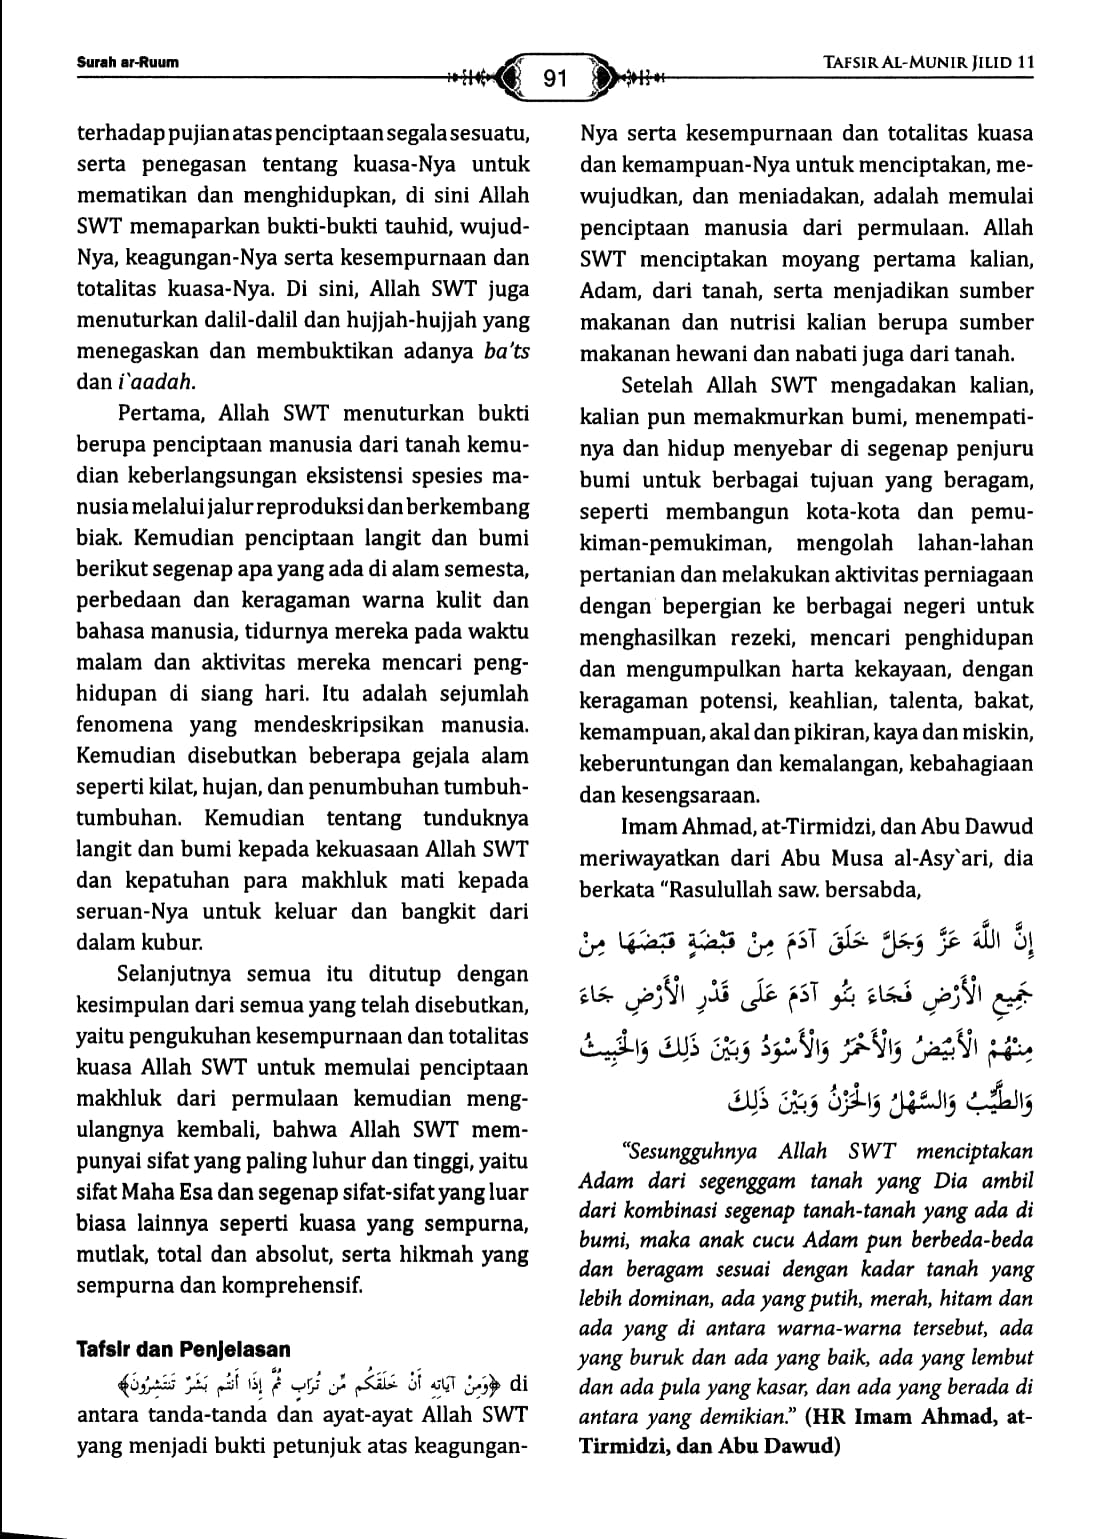 Surah ar-Ruum
91
TAFSIR AL-MUNIR JILID 11
terhadap pujian atas penciptaan segala sesuatu,
serta penegasan tentang kuasa-Nya untuk
mematikan dan menghidupkan, di sini Allah
SWT memaparkan bukti-bukti tauhid, wujud-
Nya, keagungan-Nya serta kesempurnaan dan
totalitas kuasa-Nya. Di sini, Allah SWT juga
menuturkan dalil-dalil dan hujjah-hujjah yang
menegaskan dan membuktikan adanya ba'ts
dan i`aadah.
Pertama, Allah SWT menuturkan bukti
berupa penciptaan manusia dari tanah kemu-
dian keberlangsungan eksistensi spesies ma-
nusia melalui jalur reproduksi dan berkembang
biak. Kemudian penciptaan langit dan bumi
berikut segenap apa yang ada di alam semesta,
perbedaan dan keragaman warna kulit dan
bahasa manusia, tidurnya mereka pada waktu
malam dan aktivitas mereka mencari peng-
hidupan di siang hari. Itu adalah sejumlah
fenomena yang mendeskripsikan manusia.
Kemudian disebutkan beberapa gejala alam
seperti kilat, hujan, dan penumbuhan tumbuh-
tumbuhan. Kemudian tentang tunduknya
langit dan bumi kepada kekuasaan Allah SWT
dan kepatuhan para makhluk mati kepada
seruan-Nya untuk keluar dan bangkit dari
dalam kubur.
Selanjutnya semua itu ditutup dengan
kesimpulan dari semua yang telah disebutkan,
yaitu pengukuhan kesempurnaan dan totalitas
kuasa Allah SWT untuk memulai penciptaan
makhluk dari permulaan kemudian meng-
ulangnya kembali, bahwa Allah SWT mem-
punyai sifat yang paling luhur dan tinggi, yaitu
sifat Maha Esa dan segenap sifat-sifat yang luar
biasa lainnya seperti kuasa yang sempurna,
mutlak, total dan absolut, serta hikmah yang
sempurna dan komprehensif.
Tafsir dan Penjelasan
﴿وَمِنْ آيَاتِهِ أَنْ خَلَقَكُم مِّن تُرَابٍ ثُمَّ إِذَا أَنتُم بَشَرٌ تَنتَشِرُونَ﴾ di
antara tanda-tanda dan ayat-ayat Allah SWT
yang menjadi bukti petunjuk atas keagungan-
Nya serta kesempurnaan dan totalitas kuasa
dan kemampuan-Nya untuk menciptakan, me-
wujudkan, dan meniadakan, adalah memulai
penciptaan manusia dari permulaan. Allah
SWT menciptakan moyang pertama kalian,
Adam, dari tanah, serta menjadikan sumber
makanan dan nutrisi kalian berupa sumber
makanan hewani dan nabati juga dari tanah.
Setelah Allah SWT mengadakan kalian,
kalian pun memakmurkan bumi, menempati-
nya dan hidup menyebar di segenap penjuru
bumi untuk berbagai tujuan yang beragam,
seperti membangun kota-kota dan pemu-
kiman-pemukiman, mengolah lahan-lahan
pertanian dan melakukan aktivitas perniagaan
dengan bepergian ke berbagai negeri untuk
menghasilkan rezeki, mencari penghidupan
dan mengumpulkan harta kekayaan, dengan
keragaman potensi, keahlian, talenta, bakat,
kemampuan, akal dan pikiran, kaya dan miskin,
keberuntungan dan kemalangan, kebahagiaan
dan kesengsaraan.
Imam Ahmad, at-Tirmidzi, dan Abu Dawud
meriwayatkan dari Abu Musa al-Asy`ari, dia
berkata “Rasulullah saw. bersabda,
إِنَّ اللَّهَ عَزَّ وَجَلَّ خَلَقَ آدَمَ مِنْ قَبْضَةٍ قَبَضَهَا مِنْ
جَمِيعِ الْأَرْضِ فَجَاءَ بَنُو آدَمَ عَلَى قَدْرِ الْأَرْضِ جَاءَ
مِنْهُمْ الْأَبْيَضُ وَالْأَحْمَرُ وَالْأَسْوَدُ وَبَيْنَ ذَلِكَ وَالْخَبِيثُ
وَالطَّيِّبُ وَالسَّهْلُ وَالْحَزْنُ وَبَيْنَ ذَلِكَ
“Sesungguhnya Allah SWT menciptakan
Adam dari segenggam tanah yang Dia ambil
dari kombinasi segenap tanah-tanah yang ada di
bumi, maka anak cucu Adam pun berbeda-beda
dan beragam sesuai dengan kadar tanah yang
lebih dominan, ada yang putih, merah, hitam dan
ada yang di antara warna-warna tersebut, ada
yang buruk dan ada yang baik, ada yang lembut
dan ada pula yang kasar, dan ada yang berada di
antara yang demikian.” (HR Imam Ahmad, at-
Tirmidzi, dan Abu Dawud)